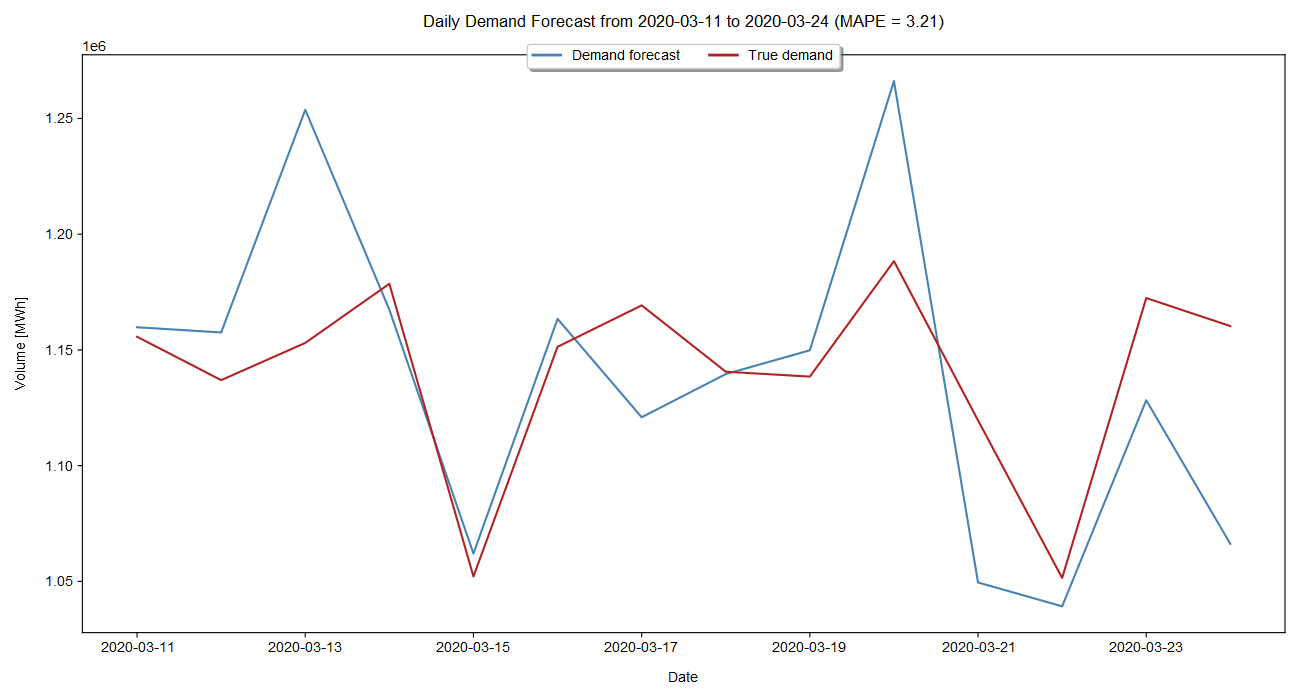 Daily Demand Forecast from 2020-03-11 to 2020-03-24 (MAPE = 3.21)
1e6
Demand forecast True demand
1.25
1.20
1.15
1.10
1.05
Volume [MWh]
2020-03-11 2020-03-13 2020-03-15 2020-03-17 2020-03-19 2020-03-21 2020-03-23
Date